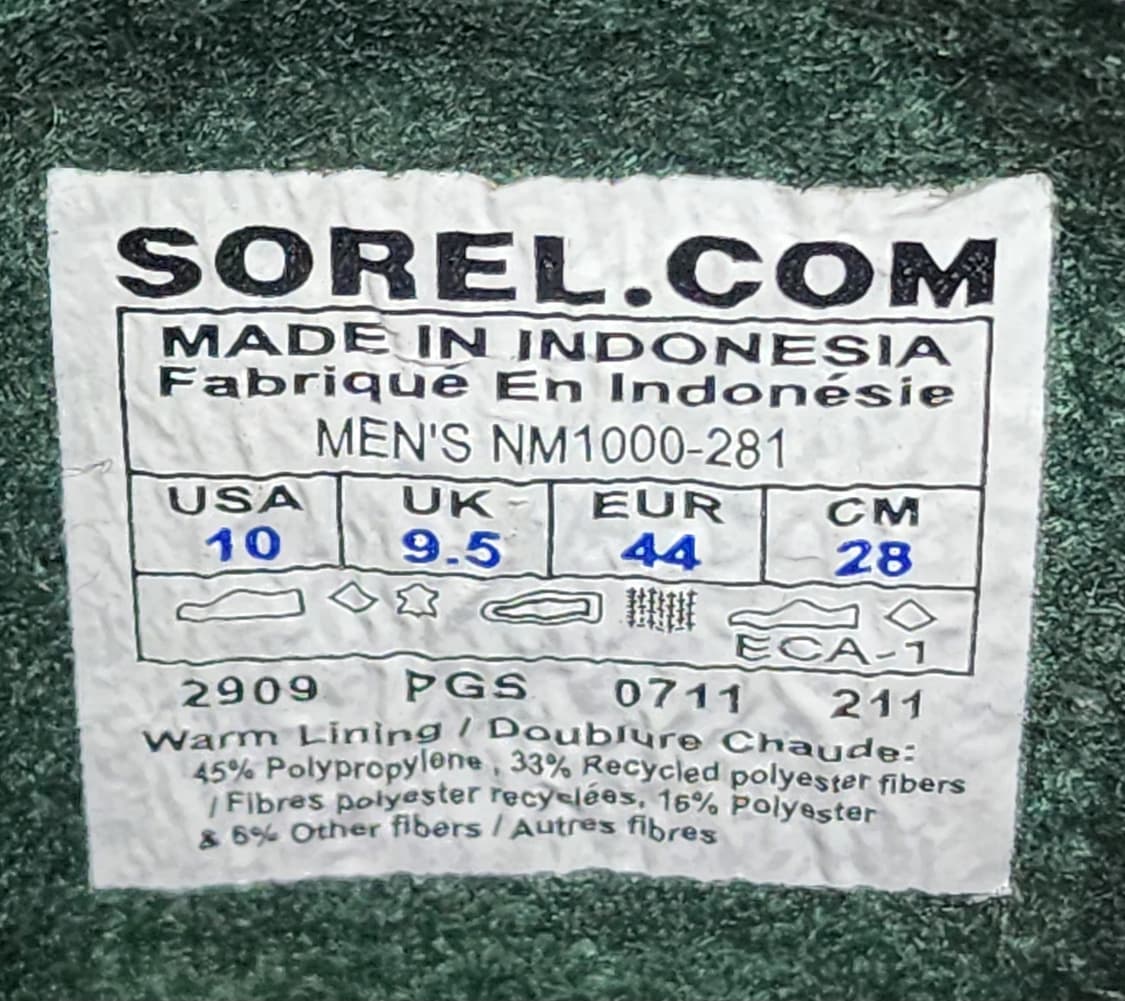 SOREL.COM
MADE IN INDONESIA
Fabriqué En Indonésie
MEN'S NM1000-281
USA UK EUR CM
10 9.5 44 28
ECA-1
2909 PGS 0711 211
Warm Lining / Doublure Chaude:
45% Polypropylene , 33% Recycled polyester fibers
/ Fibres polyester recyclées, 16% Polyester
& 6% Other fibers / Autres fibres